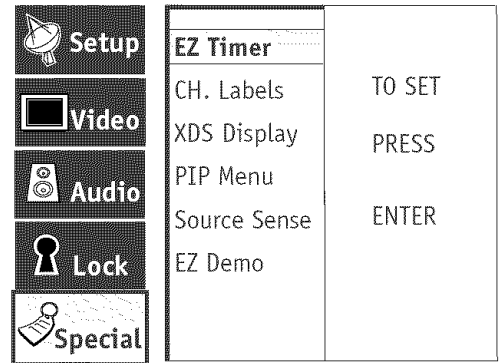 Setup
Video
Audio
Lock
Special
EZ Timer
CH. Labels
XDS Display
PIP Menu
Source Sense
EZ Demo
TO SET
PRESS
ENTER